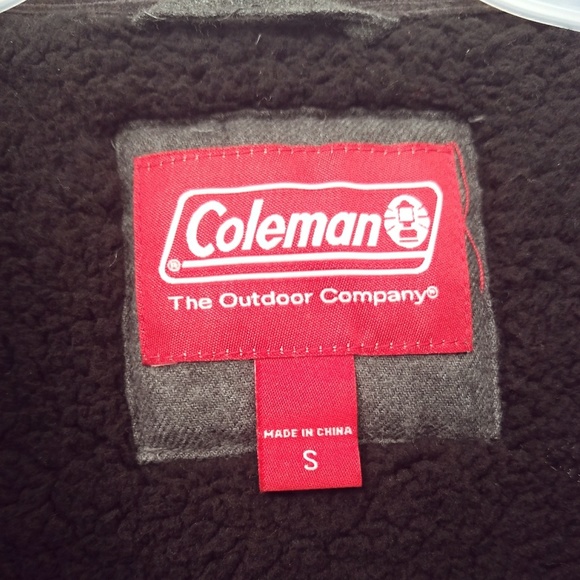 Coleman
®
The Outdoor Company®
MADE IN CHINA
S